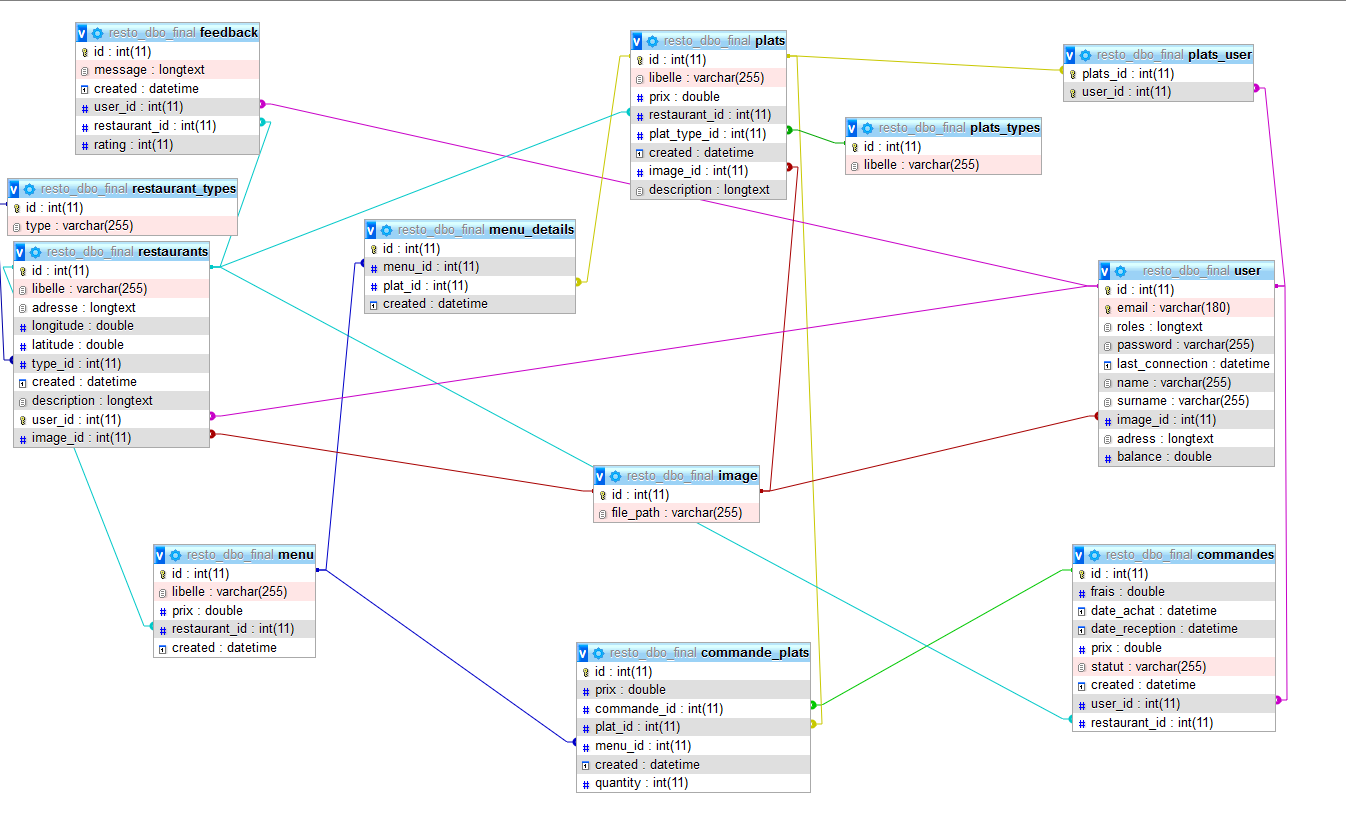 resto_dbo_final feedback
id : int(11)
message : longtext
created : datetime
user_id : int(11)
restaurant_id : int(11)
rating : int(11)
resto_dbo_final plats
id : int(11)
libelle : varchar(255)
prix : double
restaurant_id : int(11)
plat_type_id : int(11)
created : datetime
image_id : int(11)
description : longtext
resto_dbo_final plats_user
plats_id : int(11)
user_id : int(11)
resto_dbo_final plats_types
id : int(11)
libelle : varchar(255)
resto_dbo_final restaurant_types
id : int(11)
type : varchar(255)
resto_dbo_final restaurants
id : int(11)
libelle : varchar(255)
adresse : longtext
longitude : double
latitude : double
type_id : int(11)
created : datetime
description : longtext
user_id : int(11)
image_id : int(11)
resto_dbo_final menu_details
id : int(11)
menu_id : int(11)
plat_id : int(11)
created : datetime
resto_dbo_final user
id : int(11)
email : varchar(180)
roles : longtext
password : varchar(255)
last_connection : datetime
name : varchar(255)
surname : varchar(255)
image_id : int(11)
adress : longtext
balance : double
resto_dbo_final image
id : int(11)
file_path : varchar(255)
resto_dbo_final menu
id : int(11)
libelle : varchar(255)
prix : double
restaurant_id : int(11)
created : datetime
resto_dbo_final commande_plats
id : int(11)
prix : double
commande_id : int(11)
plat_id : int(11)
menu_id : int(11)
created : datetime
quantity : int(11)
resto_dbo_final commandes
id : int(11)
frais : double
date_achat : datetime
date_reception : datetime
prix : double
statut : varchar(255)
created : datetime
user_id : int(11)
restaurant_id : int(11)